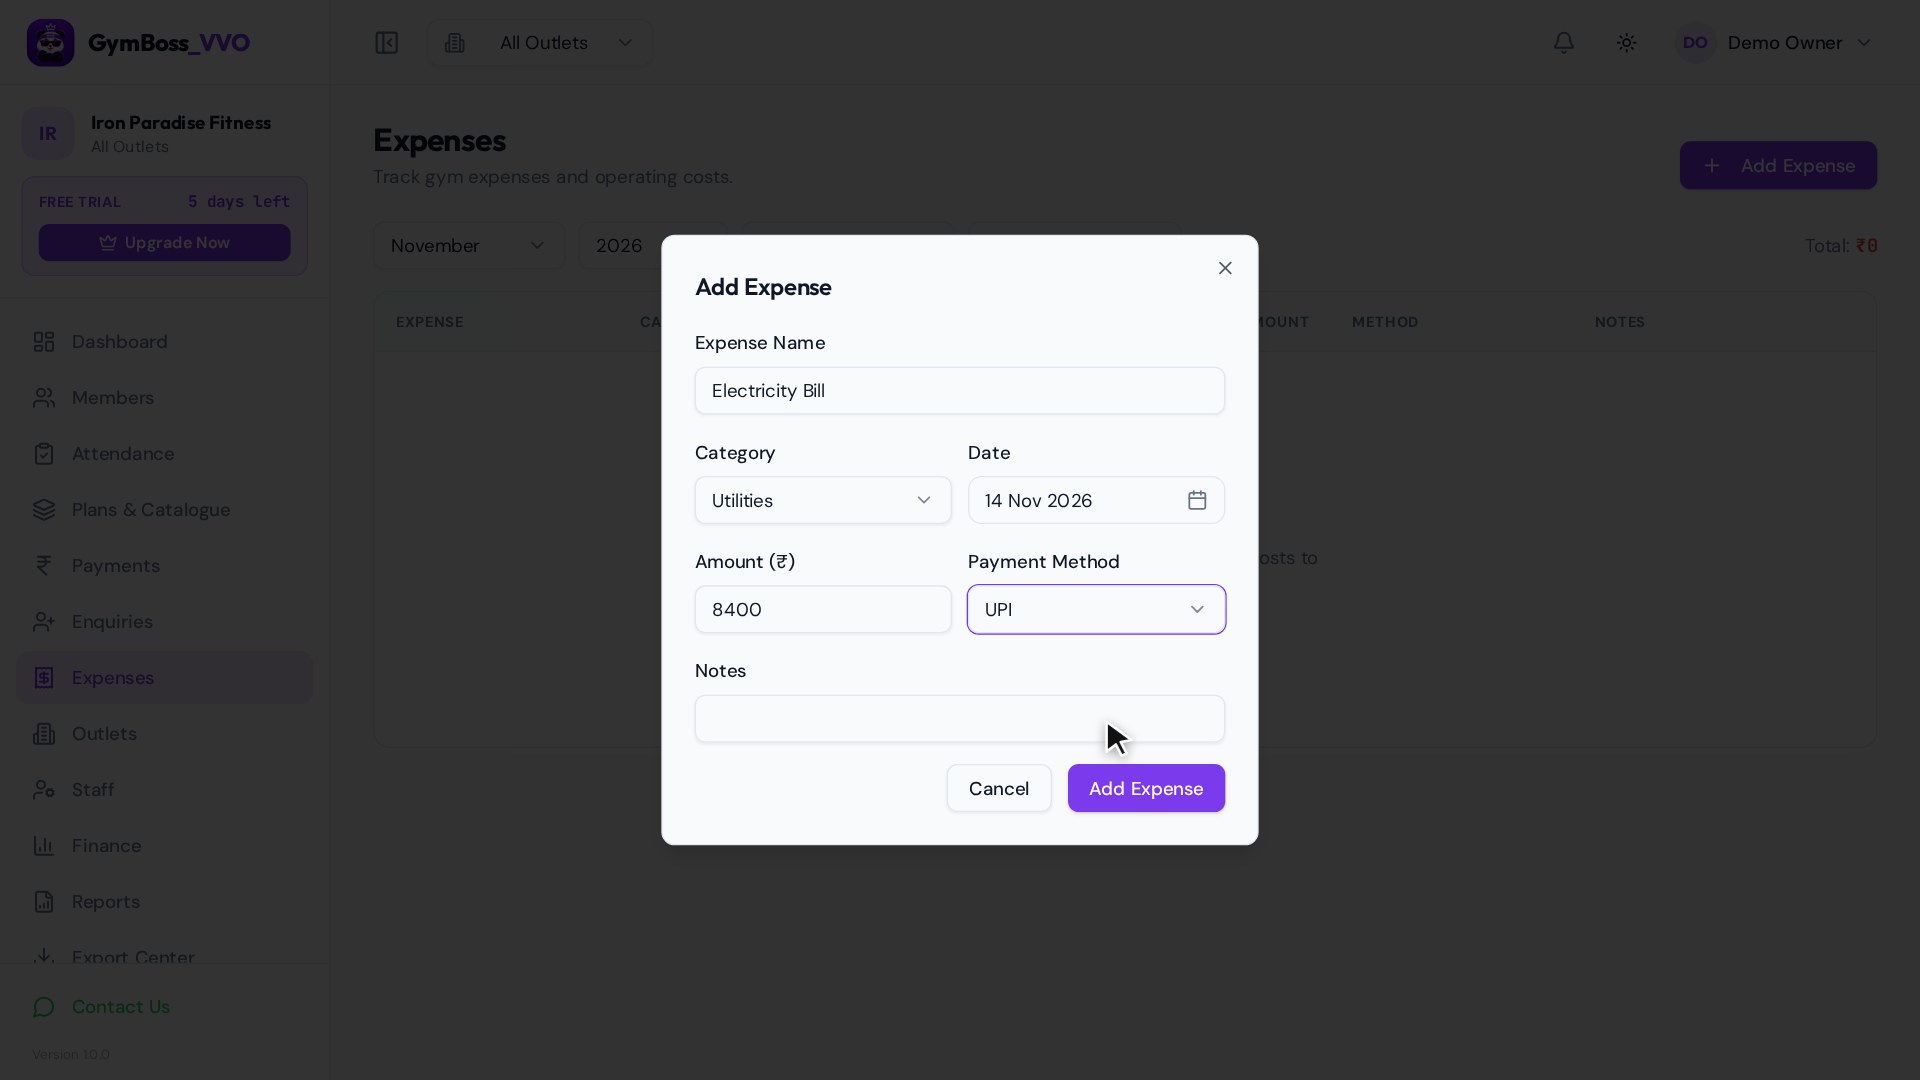 GymBoss_VVO
All Outlets
DO Demo Owner
IR Iron Paradise Fitness
All Outlets
FREE TRIAL 5 days left
Upgrade Now
Dashboard
Members
Attendance
Plans & Catalogue
Payments
Enquiries
Expenses
Outlets
Staff
Finance
Reports
Export Center
Contact Us
Version 1.0.0
Expenses
Track gym expenses and operating costs.
Add Expense
November 2026 Total: ₹0
EXPENSE METHOD NOTES
costs to
Add Expense
Expense Name
Electricity Bill
Category Date
Utilities 14 Nov 2026
Amount (₹) Payment Method
8400 UPI
Notes
Cancel Add Expense